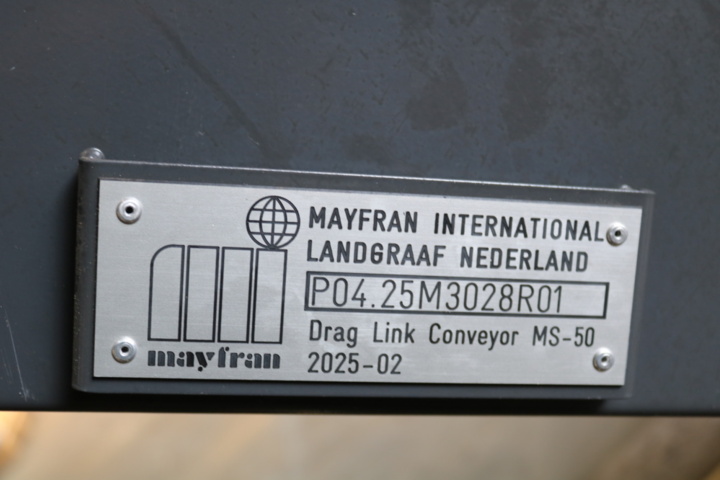 MAYFRAN INTERNATIONAL
LANDGRAAF NEDERLAND
P04.25M3028R01
Drag Link Conveyor MS-50
2025-02
mayfran